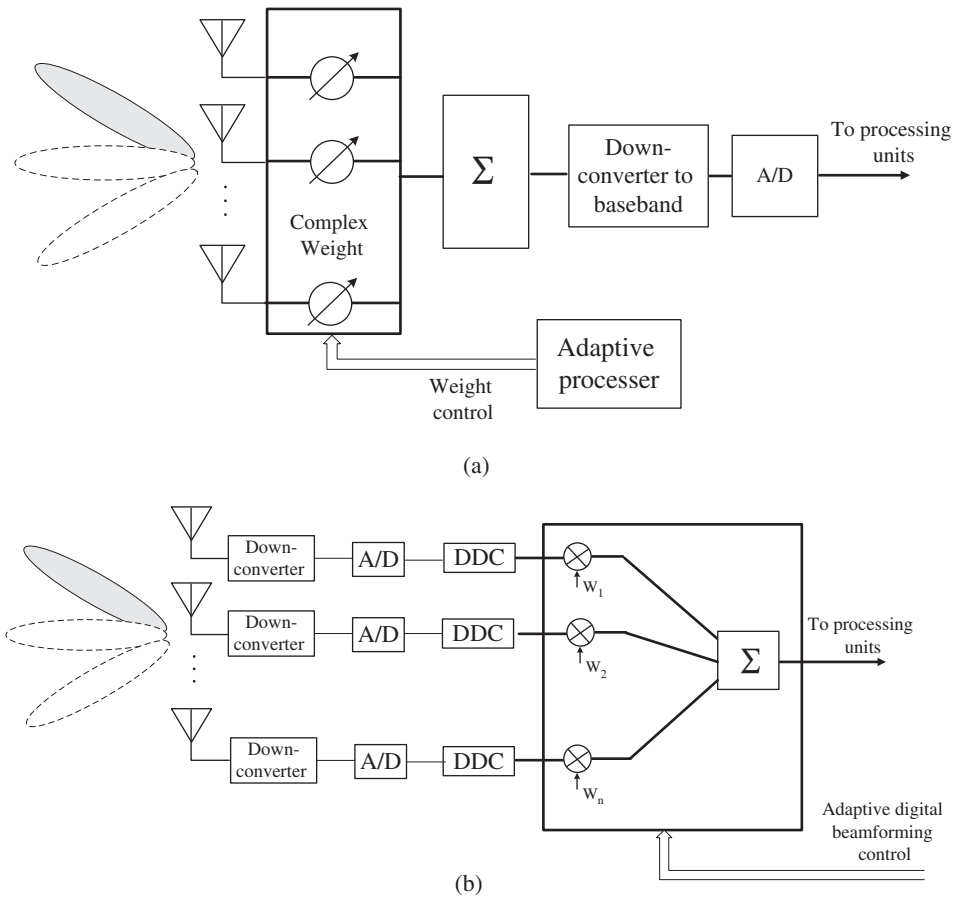 Complex
Weight
Σ
Down-
converter to
baseband
A/D
To processing
units
Adaptive
processer
Weight
control
(a)
Down-
converter
A/D
DDC
W1
Down-
converter
A/D
DDC
W2
Σ
To processing
units
Down-
converter
A/D
DDC
Wn
Adaptive digital
beamforming
control
(b)